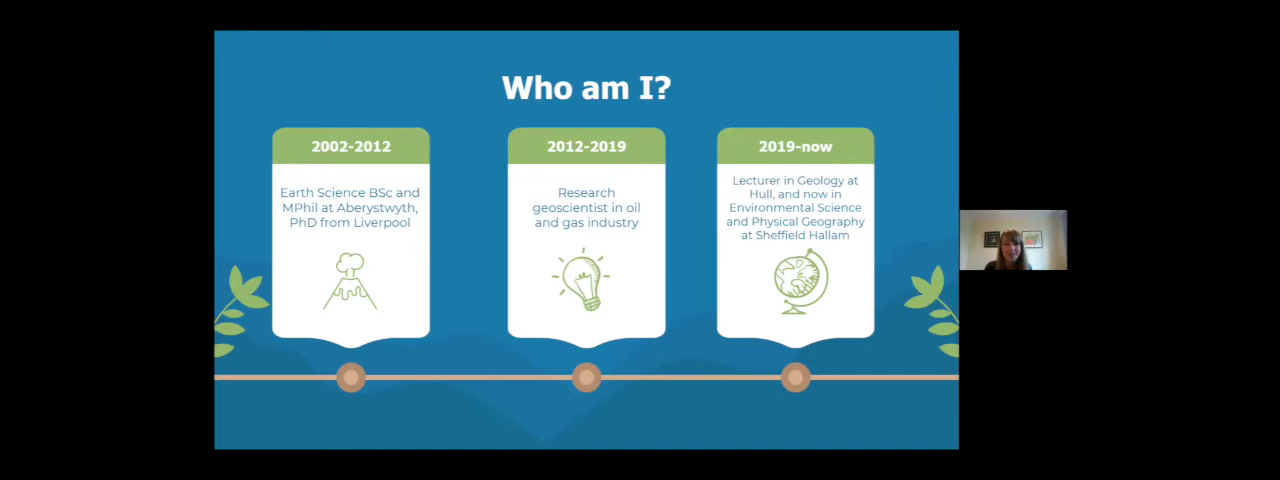 Who am I?
2002-2012
Earth Science BSc and
MPhil at Aberystwyth,
PhD from Liverpool
2012-2019
Research
geoscientist in oil
and gas industry
2019-now
Lecturer in Geology at
Hull, and now in
Environmental Science
and Physical Geography
at Sheffield Hallam